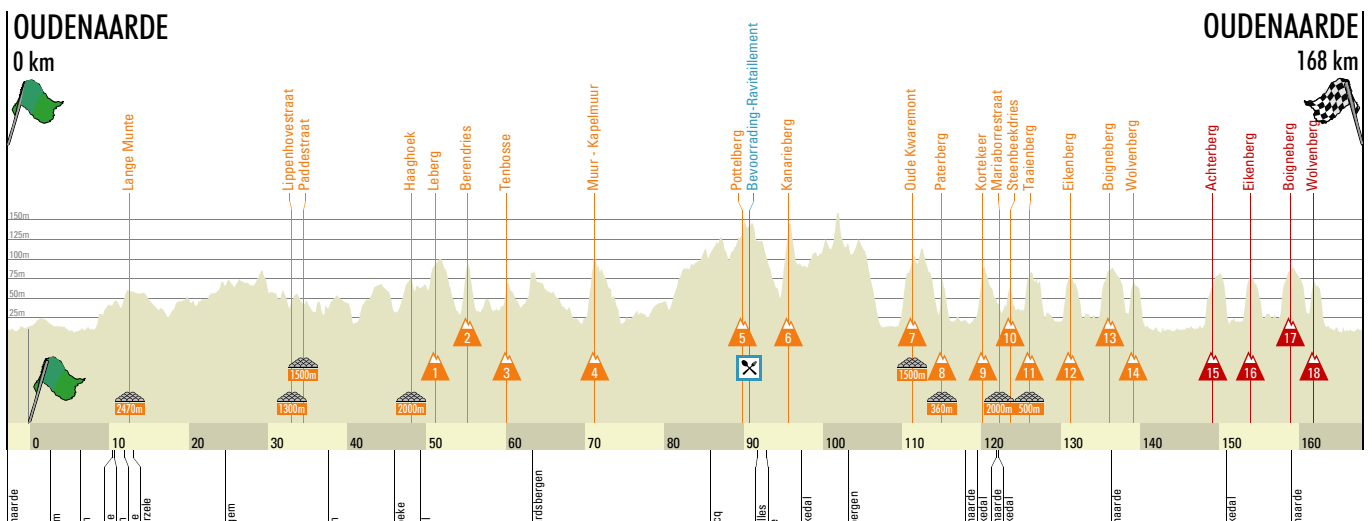 OUDENAARDE
0 km
OUDENAARDE
168 km
Lange Munte
Lippenhovestraat
Paddestraat
Haaghoek
Leberg
Berendries
Tenbosse
Muur - Kapelmuur
Pottelberg
Bevoorrading-Ravitaillement
Kanarieberg
Oude Kwaremont
Paterberg
Kortekeer
Mariaborrestraat
Steenbeekdries
Taaienberg
Eikenberg
Boigneberg
Wolvenberg
Achterberg
Eikenberg
Boigneberg
Wolvenberg
150m
125m
100m
75m
50m
25m
2 5 7 10 13 17
1 3 4 6 8 9 11 12 14 15 16 18
1500m 1500m
2470m 1300m 2000m 360m 2000m 500m
0 10 20 30 40 50 60 70 80 90 100 110 120 130 140 150 160